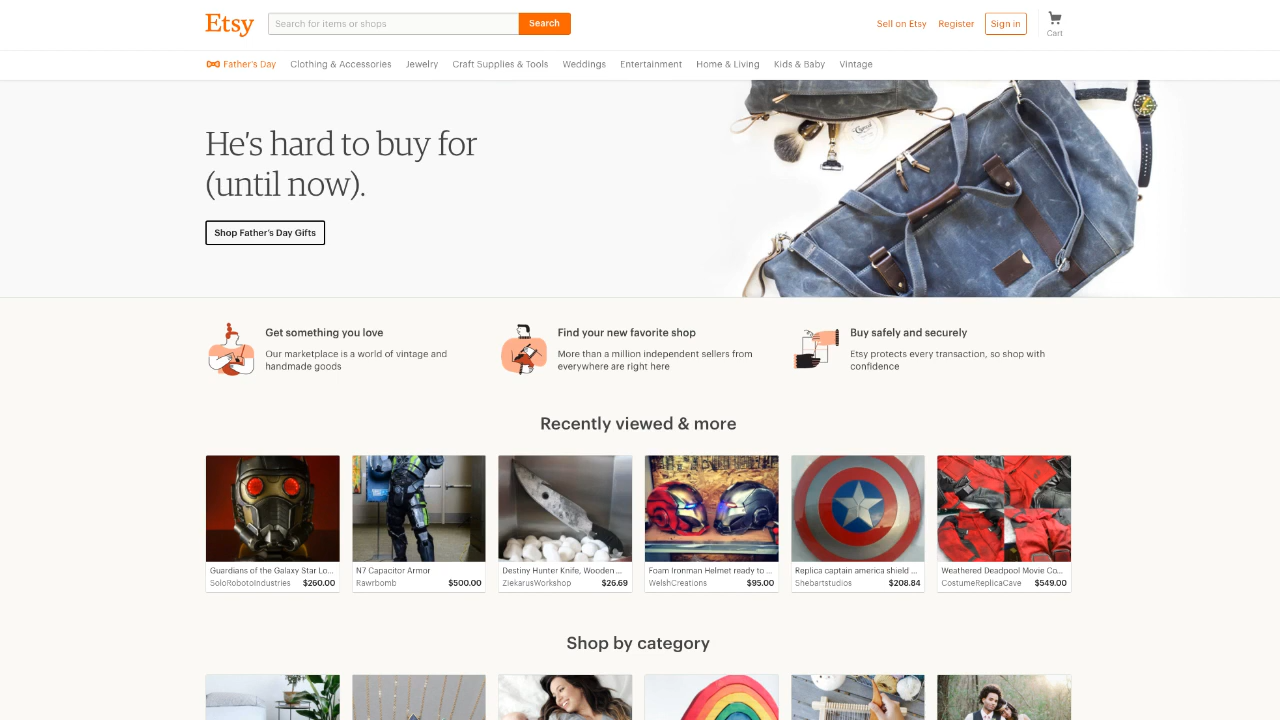 Etsy
Search for items or shops
Search
Sell on Etsy
Register
Sign in
Cart
Father's Day
Clothing & Accessories
Jewelry
Craft Supplies & Tools
Weddings
Entertainment
Home & Living
Kids & Baby
Vintage
He's hard to buy for
(until now).
Shop Father's Day Gifts
Get something you love
Our marketplace is a world of vintage and
handmade goods
Find your new favorite shop
More than a million independent sellers from
everywhere are right here
Buy safely and securely
Etsy protects every transaction, so shop with
confidence
Recently viewed & more
Guardians of the Galaxy Star Lo...
SoloRobotoIndustries $260.00
N7 Capacitor Armor
Rawrbomb $500.00
Destiny Hunter Knife, Wooden ...
ZiekarusWorkshop $26.69
Foam Ironman Helmet ready to ...
WelshCreations $95.00
Replica captain america shield ...
Shebartstudios $208.84
Weathered Deadpool Movie Co...
CostumeReplicaCave $549.00
Shop by category